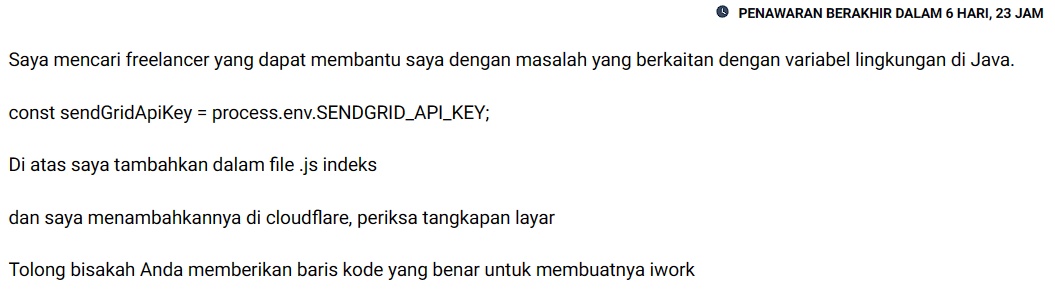 PENAWARAN BERAKHIR DALAM 6 HARI, 23 JAM
Saya mencari freelancer yang dapat membantu saya dengan masalah yang berkaitan dengan variabel lingkungan di Java.
const sendGridApiKey = process.env.SENDGRID_API_KEY;
Di atas saya tambahkan dalam file .js indeks
dan saya menambahkannya di cloudflare, periksa tangkapan layar
Tolong bisakah Anda memberikan baris kode yang benar untuk membuatnya iwork